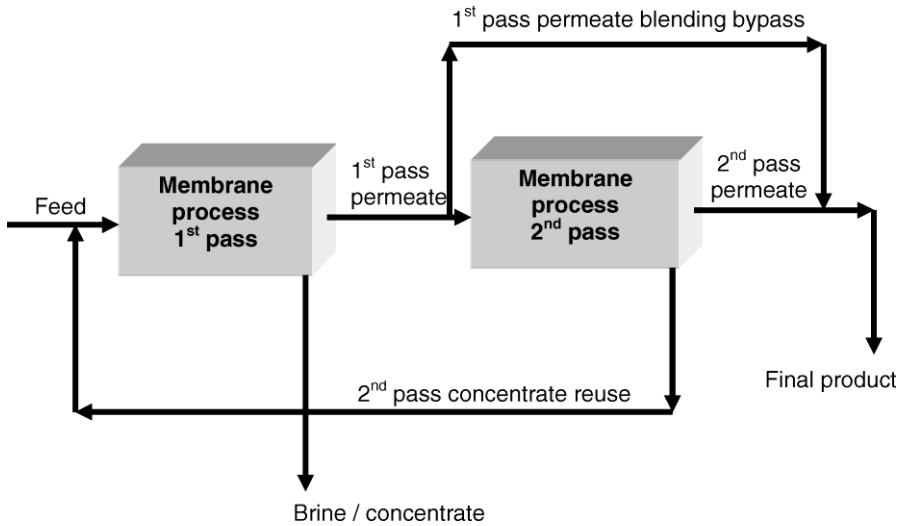 1st pass permeate blending bypass
Membrane
process
1st pass
1st pass
permeate
Membrane
process
2nd pass
2nd pass
permeate
Feed
2nd pass concentrate reuse
Final product
Brine / concentrate